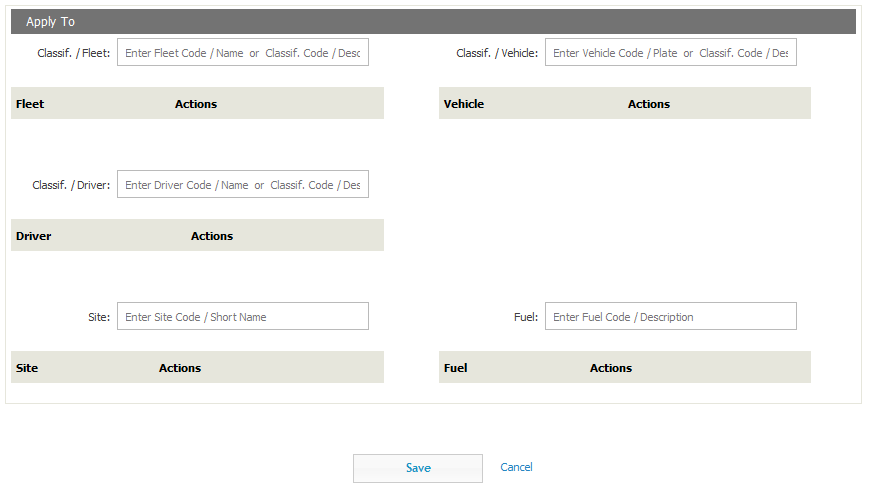 Apply To
Classif. / Fleet: Enter Fleet Code / Name or Classif. Code / Desc
Classif. / Vehicle: Enter Vehicle Code / Plate or Classif. Code / Des
Fleet Actions
Vehicle Actions
Classif. / Driver: Enter Driver Code / Name or Classif. Code / Des
Driver Actions
Site: Enter Site Code / Short Name
Fuel: Enter Fuel Code / Description
Site Actions
Fuel Actions
Save Cancel